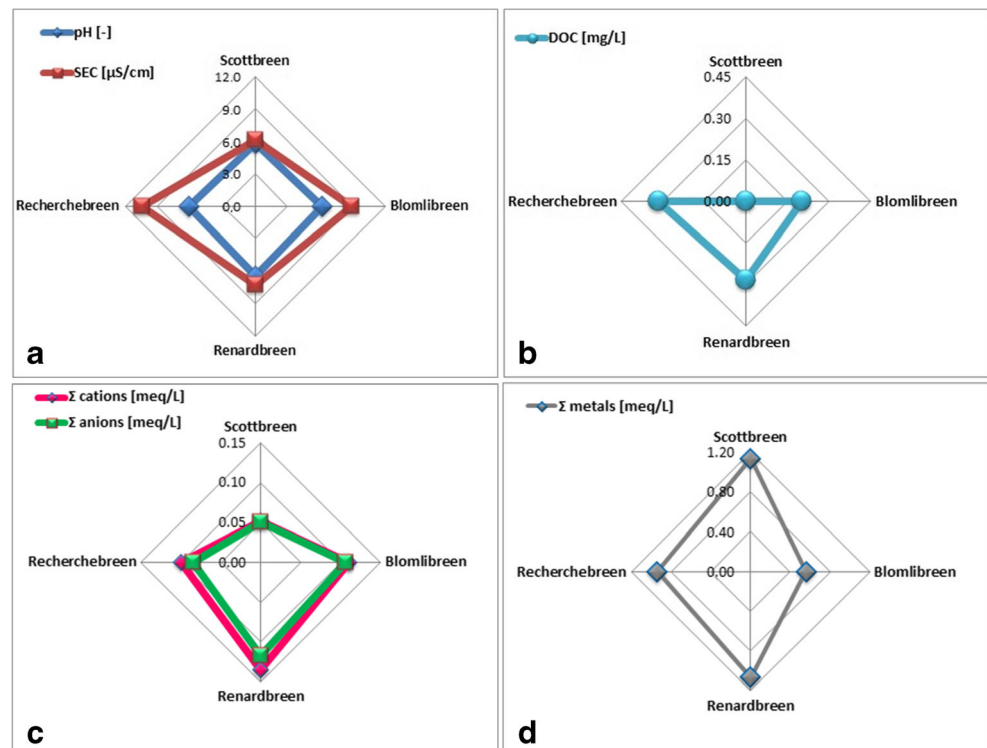 pH [-]
SEC [µS/cm]
Scottbreen
12.0
9.0
6.0
3.0
0.0
Recherchebreen
Blomlibreen
Renardbreen
a
DOC [mg/L]
Scottbreen
0.45
0.30
0.15
0.00
Recherchebreen
Blomlibreen
Renardbreen
b
Σ cations [meq/L]
Σ anions [meq/L]
Scottbreen
0.15
0.10
0.05
0.00
Recherchebreen
Blomlibreen
Renardbreen
c
Σ metals [meq/L]
Scottbreen
1.20
0.80
0.40
0.00
Recherchebreen
Blomlibreen
Renardbreen
d